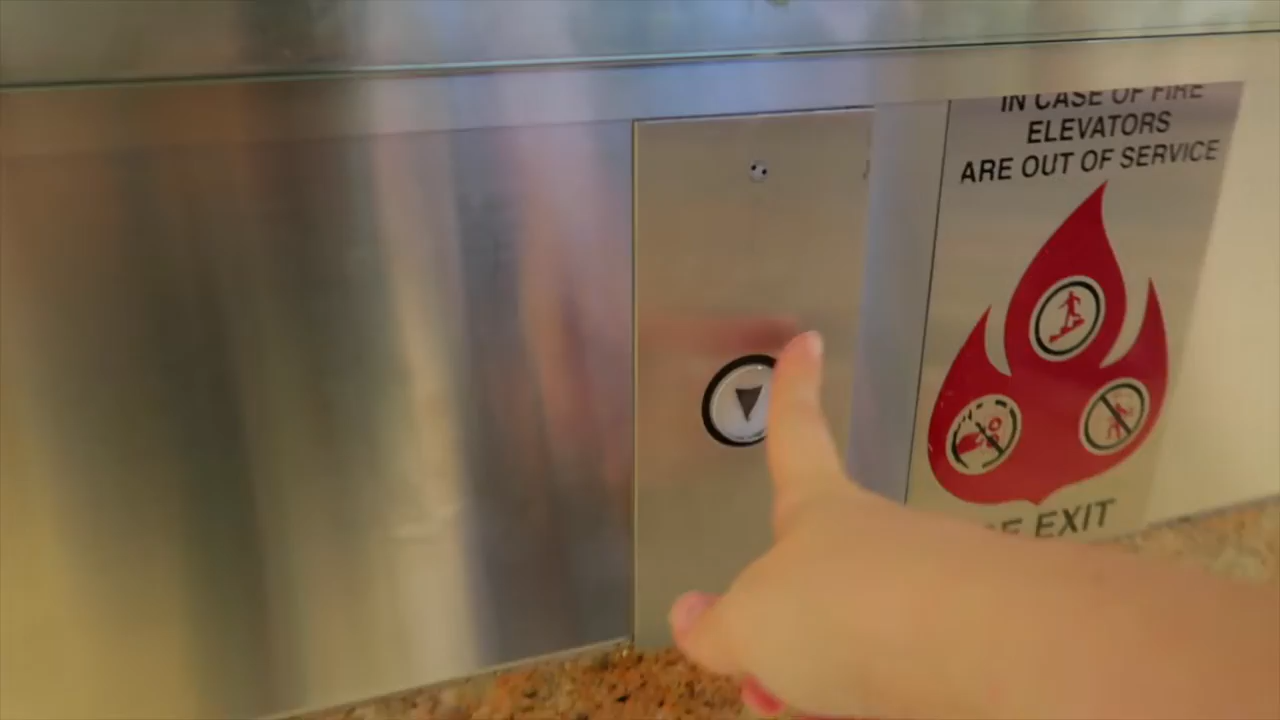 IN CASE OF FIRE
ELEVATORS
ARE OUT OF SERVICE
EXIT